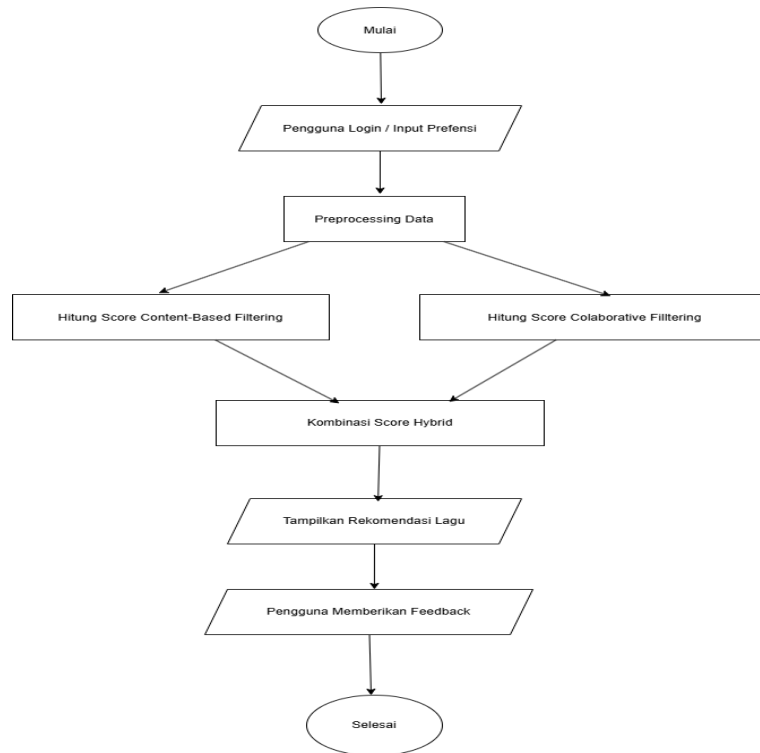 Mulai
Pengguna Login / Input Prefensi
Preprocessing Data
Hitung Score Content-Based Filtering
Hitung Score Colaborative Filltering
Kombinasi Score Hybrid
Tampilkan Rekomendasi Lagu
Pengguna Memberikan Feedback
Selesai